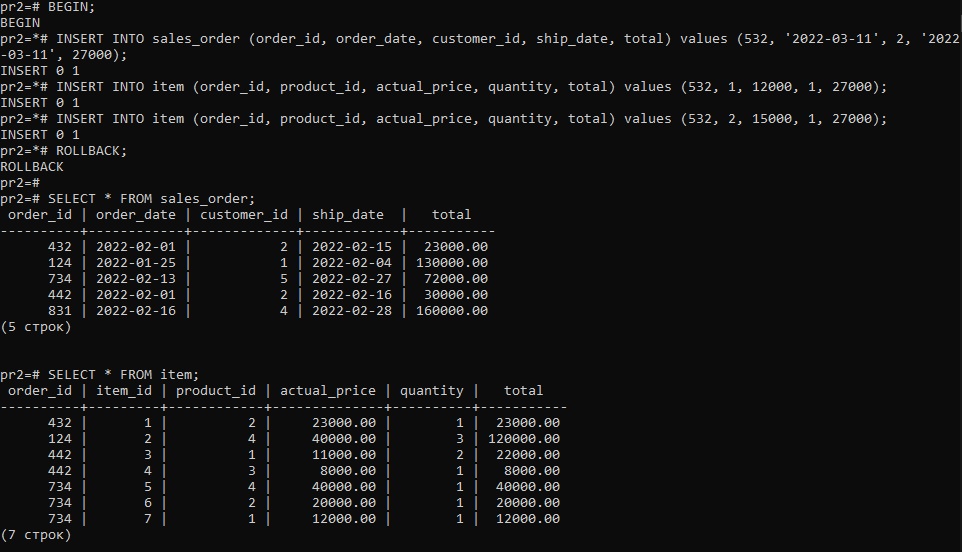 pr2=# BEGIN;
BEGIN
pr2=*# INSERT INTO sales_order (order_id, order_date, customer_id, ship_date, total) values (532, '2022-03-11', 2, '2022
-03-11', 27000);
INSERT 0 1
pr2=*# INSERT INTO item (order_id, product_id, actual_price, quantity, total) values (532, 1, 12000, 1, 27000);
INSERT 0 1
pr2=*# INSERT INTO item (order_id, product_id, actual_price, quantity, total) values (532, 2, 15000, 1, 27000);
INSERT 0 1
pr2=*# ROLLBACK;
ROLLBACK
pr2=#
pr2=# SELECT * FROM sales_order;
 order_id | order_date | customer_id | ship_date  |   total
----------+------------+-------------+------------+-----------
      432 | 2022-02-01 |           2 | 2022-02-15 |  23000.00
      124 | 2022-01-25 |           1 | 2022-02-04 | 130000.00
      734 | 2022-02-13 |           5 | 2022-02-27 |  72000.00
      442 | 2022-02-01 |           2 | 2022-02-16 |  30000.00
      831 | 2022-02-16 |           4 | 2022-02-28 | 160000.00
(5 строк)
pr2=# SELECT * FROM item;
 order_id | item_id | product_id | actual_price | quantity |   total
----------+---------+------------+--------------+----------+-----------
      432 |       1 |          2 |     23000.00 |        1 |  23000.00
      124 |       2 |          4 |     40000.00 |        3 | 120000.00
      442 |       3 |          1 |     11000.00 |        2 |  22000.00
      442 |       4 |          3 |      8000.00 |        1 |   8000.00
      734 |       5 |          4 |     40000.00 |        1 |  40000.00
      734 |       6 |          2 |     20000.00 |        1 |  20000.00
      734 |       7 |          1 |     12000.00 |        1 |  12000.00
(7 строк)